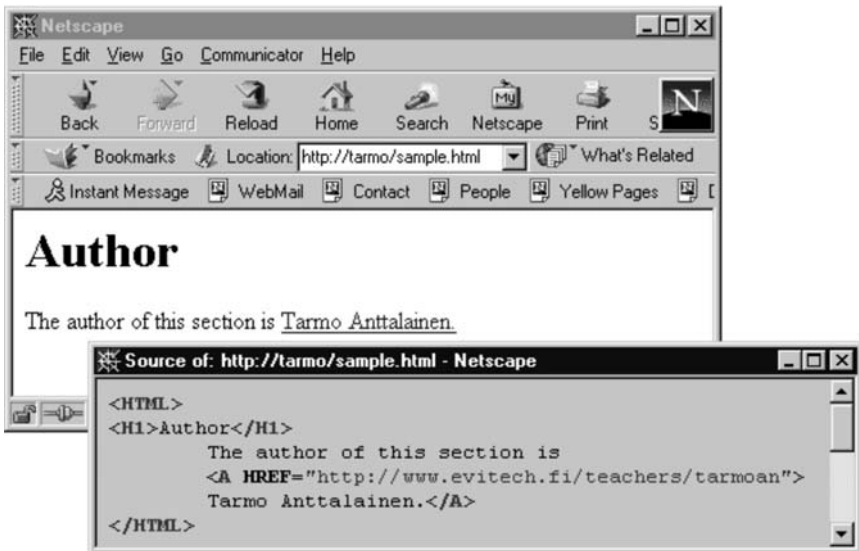 Netscape
File Edit View Go Communicator Help
Back Forward Reload Home Search Netscape Print S
My
N
Bookmarks Location: http://tarmo/sample.html What's Related
Instant Message WebMail Contact People Yellow Pages
Author
The author of this section is Tarmo Anttalainen.
Source of: http://tarmo/sample.html - Netscape
<HTML>
<H1>Author</H1>
The author of this section is
<A HREF="http://www.evitech.fi/teachers/tarmoan">
Tarmo Anttalainen.</A>
</HTML>